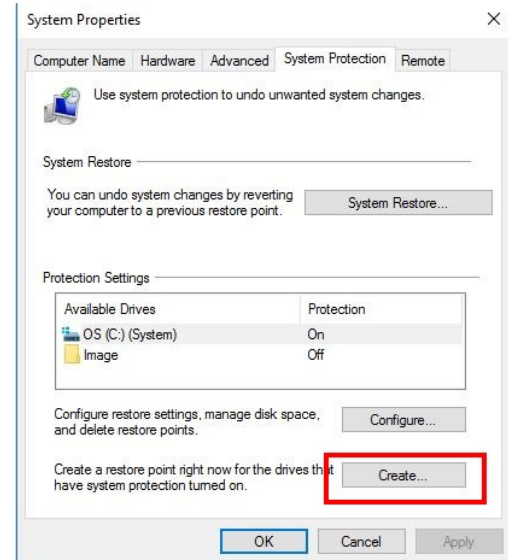 System Properties
Computer Name Hardware Advanced System Protection Remote
Use system protection to undo unwanted system changes.
System Restore
You can undo system changes by reverting
your computer to a previous restore point.
System Restore...
Protection Settings
Available Drives Protection
OS (C:) (System) On
Image Off
Configure restore settings, manage disk space,
and delete restore points.
Configure...
Create a restore point right now for the drives that
have system protection turned on.
Create...
OK Cancel Apply